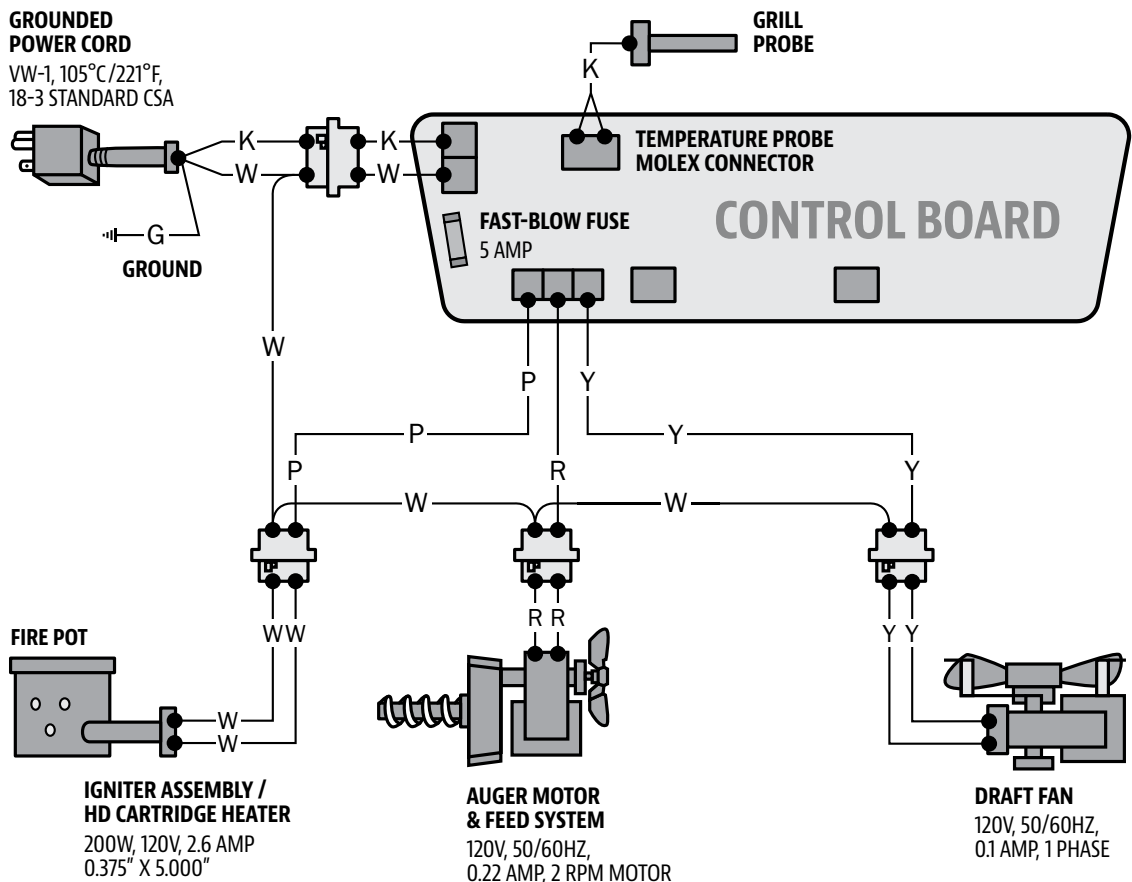 GROUNDED
POWER CORD
VW-1, 105°C/221°F,
18-3 STANDARD CSA
GRILL
PROBE
K
TEMPERATURE PROBE
MOLEX CONNECTOR
K
K
W
W
CONTROL BOARD
FAST-BLOW FUSE
5 AMP
G
GROUND
W
P
Y
P
Y
P
R
Y
W
W
R R
W W
Y Y
FIRE POT
W
W
IGNITER ASSEMBLY /
HD CARTRIDGE HEATER
200W, 120V, 2.6 AMP
0.375" X 5.000"
AUGER MOTOR
& FEED SYSTEM
120V, 50/60HZ,
0.22 AMP, 2 RPM MOTOR
DRAFT FAN
120V, 50/60HZ,
0.1 AMP, 1 PHASE